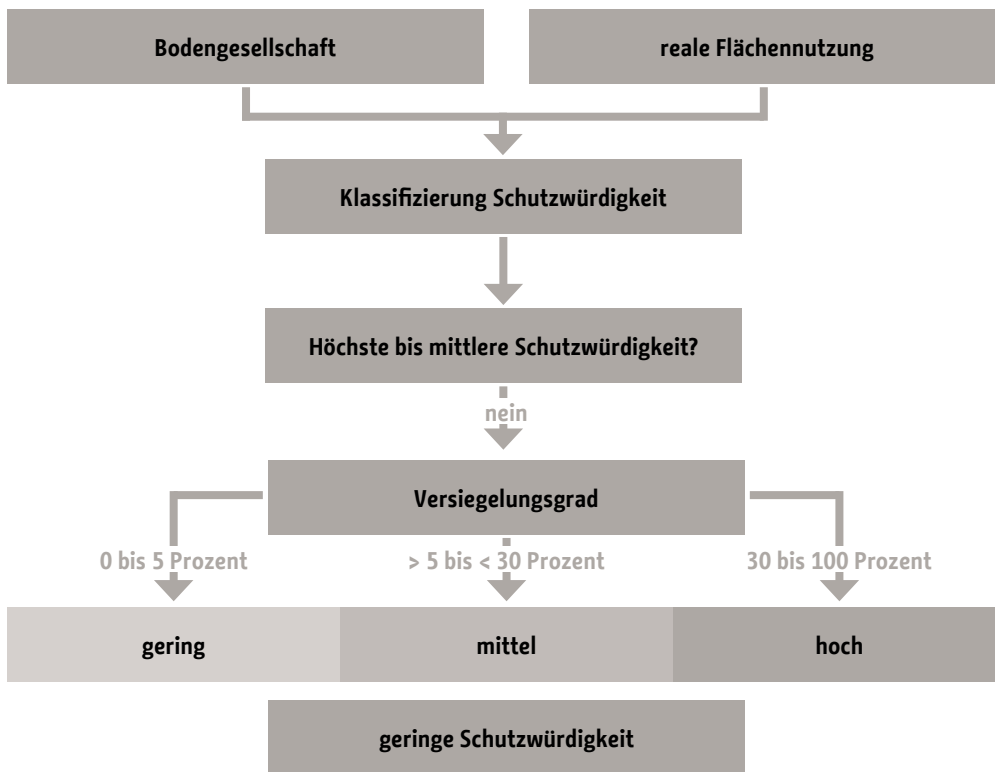 Bodengesellschaft
reale Flächennutzung
Klassifizierung Schutzwürdigkeit
Höchste bis mittlere Schutzwürdigkeit?
nein
Versiegelungsgrad
0 bis 5 Prozent
> 5 bis < 30 Prozent
30 bis 100 Prozent
gering
mittel
hoch
geringe Schutzwürdigkeit